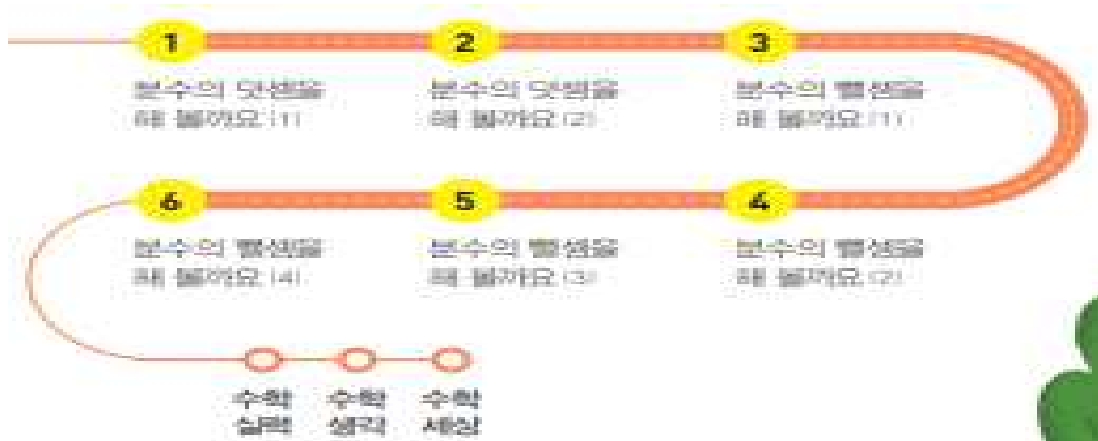 1
분수의 덧셈을
해 볼까요 (1)
2
분수의 덧셈을
해 볼까요 (2)
3
분수의 뺄셈을
해 볼까요 (1)
4
분수의 뺄셈을
해 볼까요 (2)
5
분수의 뺄셈을
해 볼까요 (3)
6
분수의 뺄셈을
해 볼까요 (4)
수학
실력
수학
생각
수학
세상